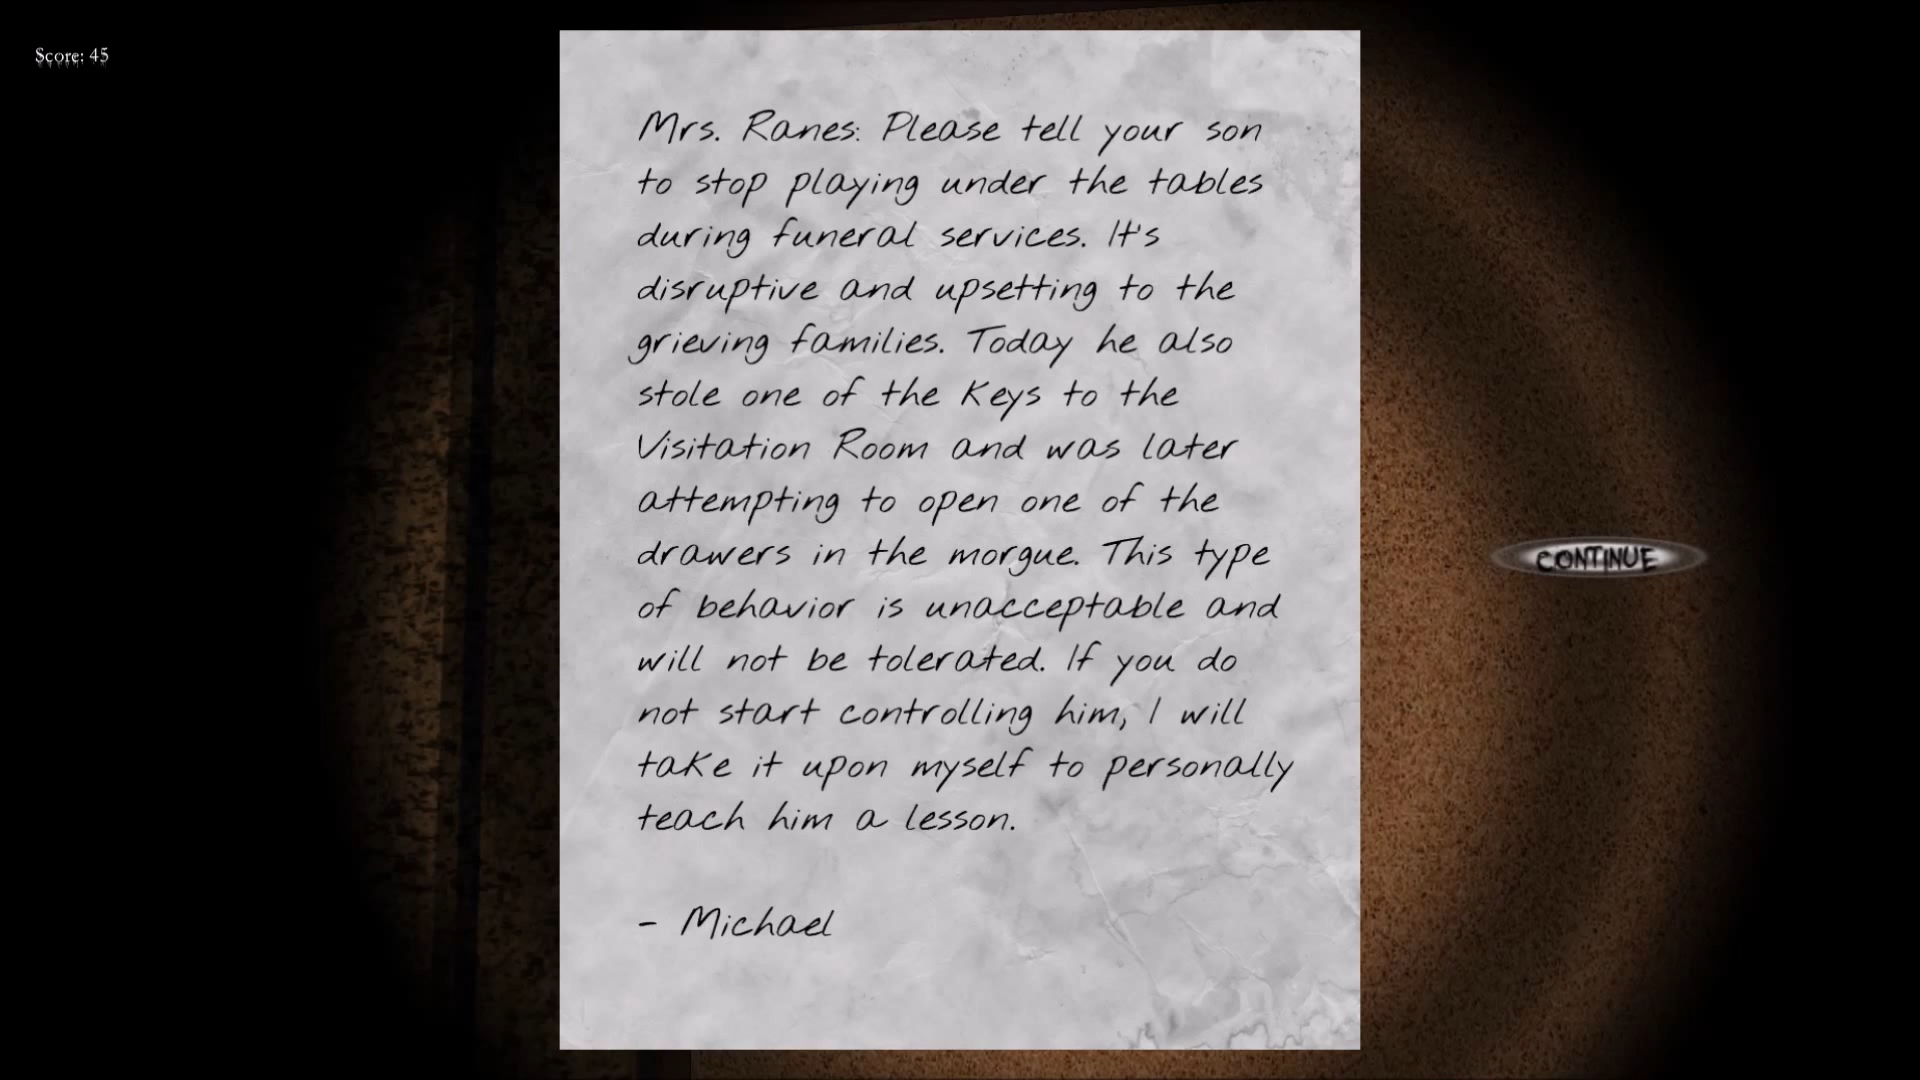 Score: 45
Mrs. Ranes: Please tell your son
to stop playing under the tables
during funeral services. It's
disruptive and upsetting to the
grieving families. Today he also
stole one of the Keys to the
Visitation Room and was later
attempting to open one of the
drawers in the morgue. This type
of behavior is unacceptable and
will not be tolerated. If you do
not start controlling him, I will
take it upon myself to personally
teach him a lesson.
- Michael
CONTINUE